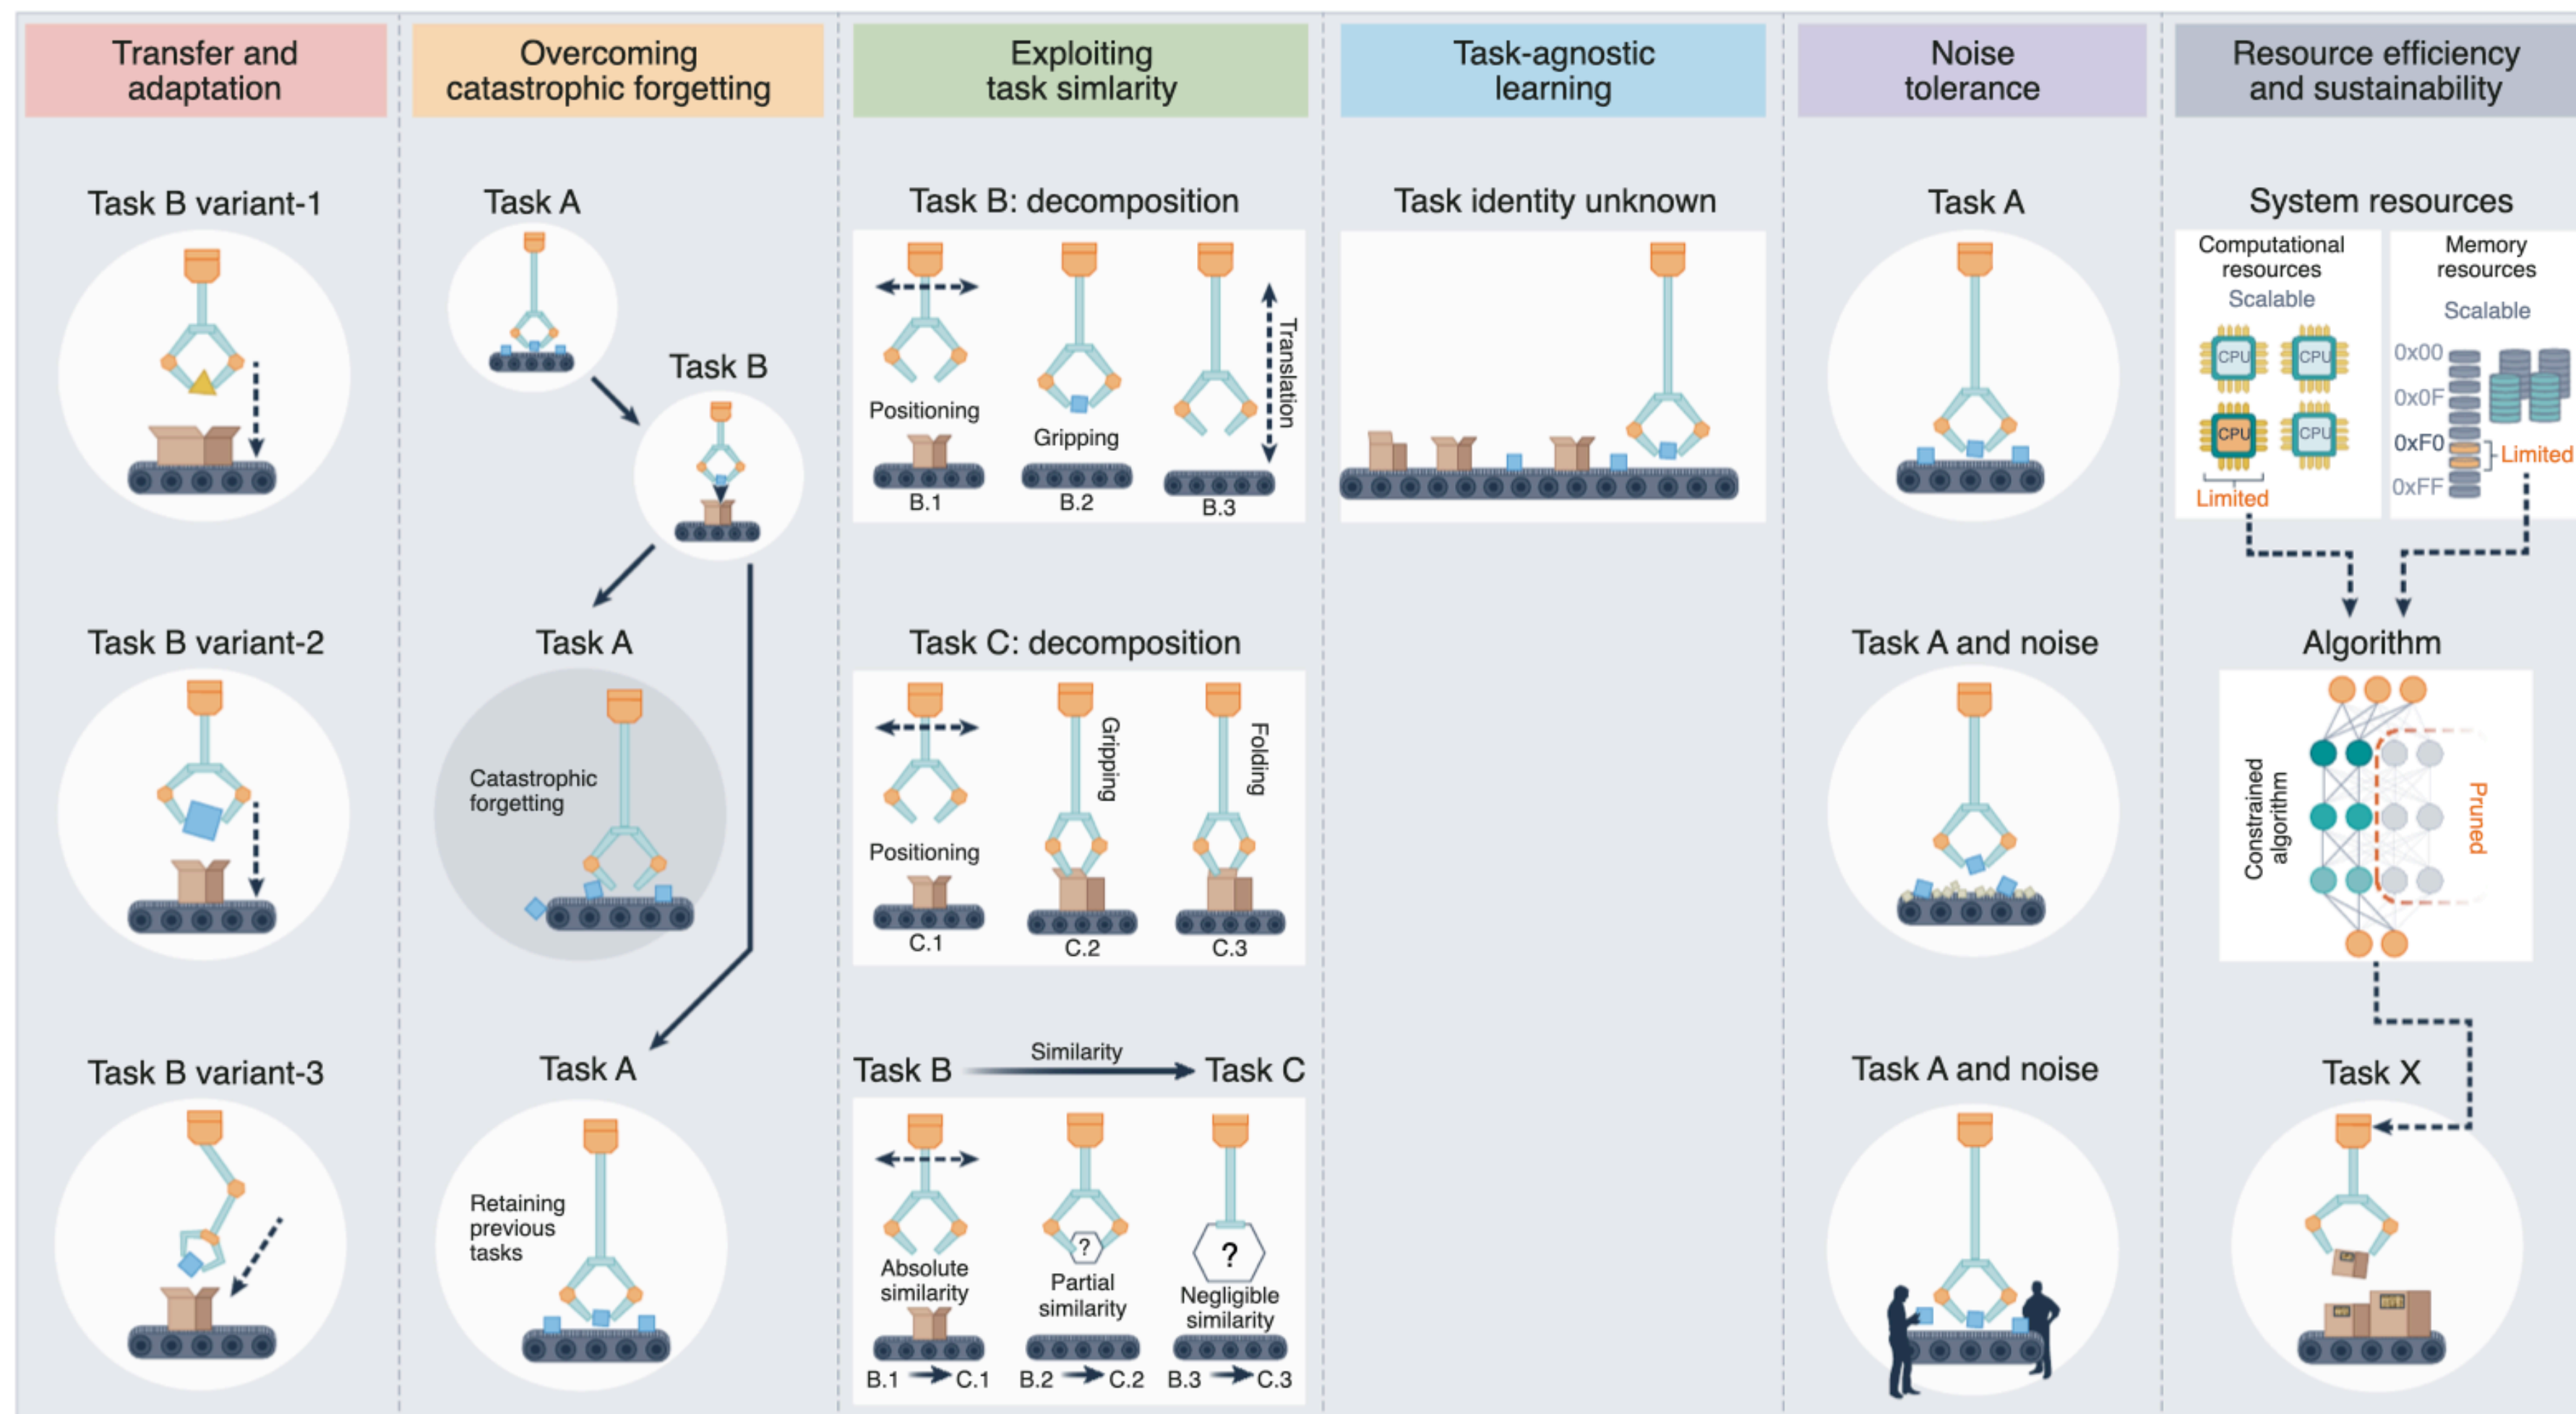 Transfer and
adaptation
Overcoming
catastrophic forgetting
Exploiting
task simlarity
Task-agnostic
learning
Noise
tolerance
Resource efficiency
and sustainability
Task B variant-1
Task B variant-2
Task B variant-3
Task A
Task B
Task A
Catastrophic
forgetting
Task A
Retaining
previous
tasks
Task B: decomposition
Positioning
B.1
Gripping
B.2
Translation
B.3
Task C: decomposition
Positioning
C.1
Gripping
C.2
Folding
C.3
Task B
Similarity
Task C
Absolute
similarity
B.1
C.1
?
Partial
similarity
B.2
C.2
?
Negligible
similarity
B.3
C.3
Task identity unknown
Task A
Task A and noise
Task A and noise
System resources
Computational
resources
Scalable
CPU
CPU
CPU
CPU
Limited
Memory
resources
Scalable
0x00
0x0F
0xF0
Limited
0xFF
Algorithm
Constrained
algorithm
Pruned
Task X